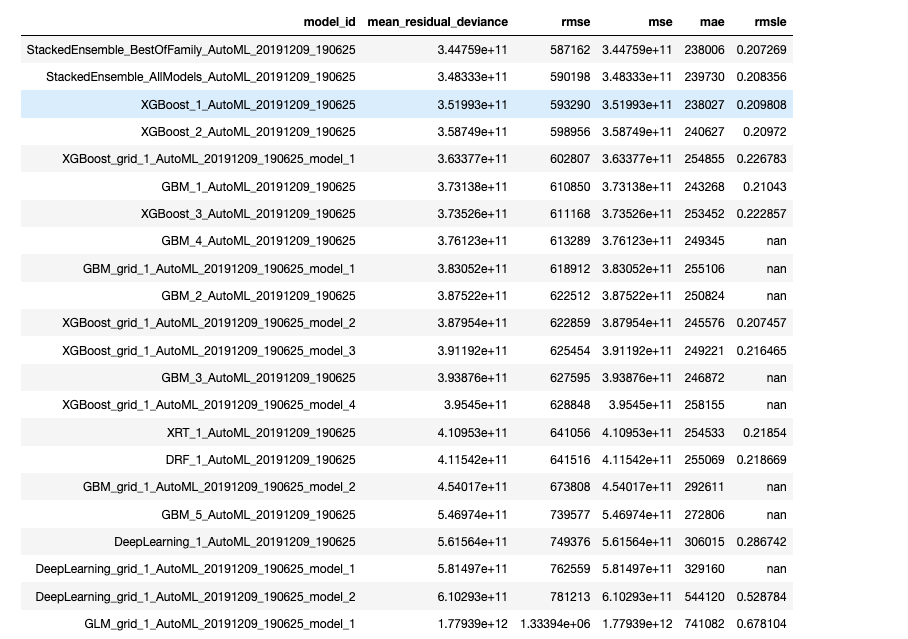 model_id mean_residual_deviance rmse mse mae rmsle
StackedEnsemble_BestOfFamily_AutoML_20191209_190625 3.44759e+11 587162 3.44759e+11 238006 0.207269
StackedEnsemble_AllModels_AutoML_20191209_190625 3.48333e+11 590198 3.48333e+11 239730 0.208356
XGBoost_1_AutoML_20191209_190625 3.51993e+11 593290 3.51993e+11 238027 0.209808
XGBoost_2_AutoML_20191209_190625 3.58749e+11 598956 3.58749e+11 240627 0.20972
XGBoost_grid_1_AutoML_20191209_190625_model_1 3.63377e+11 602807 3.63377e+11 254855 0.226783
GBM_1_AutoML_20191209_190625 3.73138e+11 610850 3.73138e+11 243268 0.21043
XGBoost_3_AutoML_20191209_190625 3.73526e+11 611168 3.73526e+11 253452 0.222857
GBM_4_AutoML_20191209_190625 3.76123e+11 613289 3.76123e+11 249345 nan
GBM_grid_1_AutoML_20191209_190625_model_1 3.83052e+11 618912 3.83052e+11 255106 nan
GBM_2_AutoML_20191209_190625 3.87522e+11 622512 3.87522e+11 250824 nan
XGBoost_grid_1_AutoML_20191209_190625_model_2 3.87954e+11 622859 3.87954e+11 245576 0.207457
XGBoost_grid_1_AutoML_20191209_190625_model_3 3.91192e+11 625454 3.91192e+11 249221 0.216465
GBM_3_AutoML_20191209_190625 3.93876e+11 627595 3.93876e+11 246872 nan
XGBoost_grid_1_AutoML_20191209_190625_model_4 3.9545e+11 628848 3.9545e+11 258155 nan
XRT_1_AutoML_20191209_190625 4.10953e+11 641056 4.10953e+11 254533 0.21854
DRF_1_AutoML_20191209_190625 4.11542e+11 641516 4.11542e+11 255069 0.218669
GBM_grid_1_AutoML_20191209_190625_model_2 4.54017e+11 673808 4.54017e+11 292611 nan
GBM_5_AutoML_20191209_190625 5.46974e+11 739577 5.46974e+11 272806 nan
DeepLearning_1_AutoML_20191209_190625 5.61564e+11 749376 5.61564e+11 306015 0.286742
DeepLearning_grid_1_AutoML_20191209_190625_model_1 5.81497e+11 762559 5.81497e+11 329160 nan
DeepLearning_grid_1_AutoML_20191209_190625_model_2 6.10293e+11 781213 6.10293e+11 544120 0.528784
GLM_grid_1_AutoML_20191209_190625_model_1 1.77939e+12 1.33394e+06 1.77939e+12 741082 0.678104